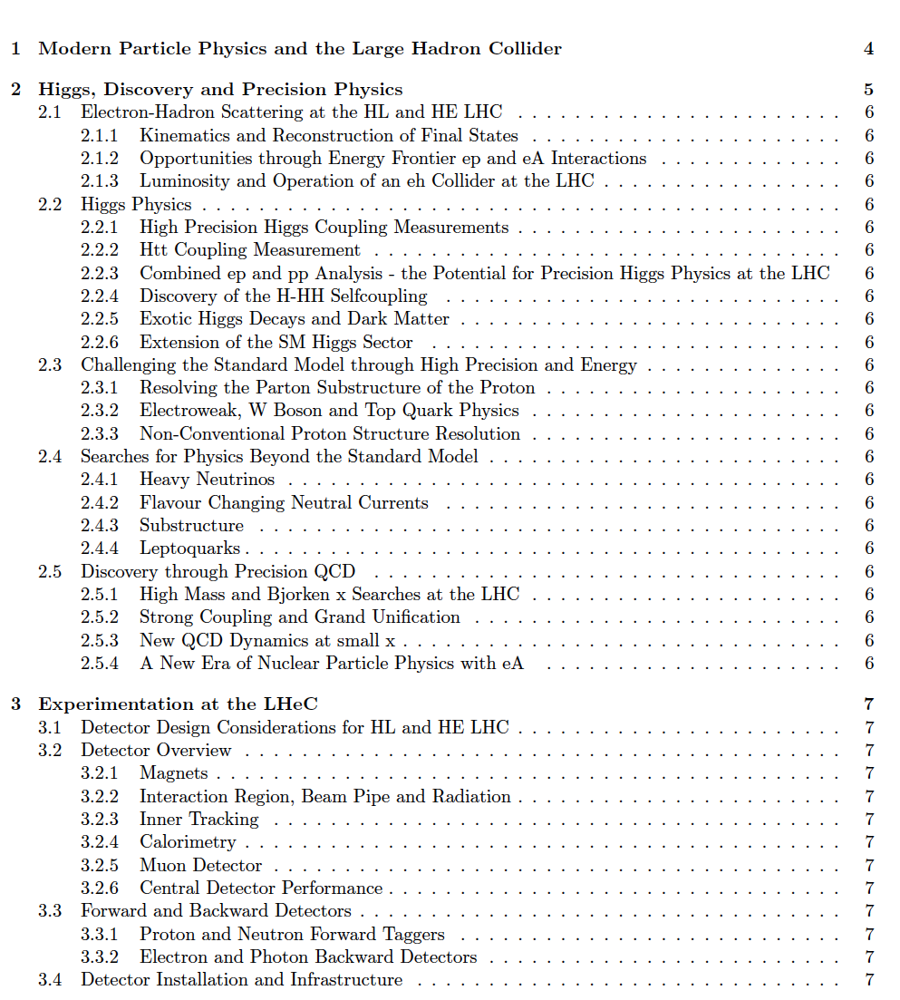 1 Modern Particle Physics and the Large Hadron Collider 4
2 Higgs, Discovery and Precision Physics 5
2.1 Electron-Hadron Scattering at the HL and HE LHC . . . . . . . . . . . . . . . . . . . . . . . 6
2.1.1 Kinematics and Reconstruction of Final States . . . . . . . . . . . . . . . . . . . . . . 6
2.1.2 Opportunities through Energy Frontier ep and eA Interactions . . . . . . . . . . . . . 6
2.1.3 Luminosity and Operation of an eh Collider at the LHC . . . . . . . . . . . . . . . . . 6
2.2 Higgs Physics . . . . . . . . . . . . . . . . . . . . . . . . . . . . . . . . . . . . . . . . . . . . . 6
2.2.1 High Precision Higgs Coupling Measurements . . . . . . . . . . . . . . . . . . . . . . . 6
2.2.2 Htt Coupling Measurement . . . . . . . . . . . . . . . . . . . . . . . . . . . . . . . . . 6
2.2.3 Combined ep and pp Analysis - the Potential for Precision Higgs Physics at the LHC 6
2.2.4 Discovery of the H-HH Selfcoupling . . . . . . . . . . . . . . . . . . . . . . . . . . . . 6
2.2.5 Exotic Higgs Decays and Dark Matter . . . . . . . . . . . . . . . . . . . . . . . . . . . 6
2.2.6 Extension of the SM Higgs Sector . . . . . . . . . . . . . . . . . . . . . . . . . . . . . 6
2.3 Challenging the Standard Model through High Precision and Energy . . . . . . . . . . . . . . 6
2.3.1 Resolving the Parton Substructure of the Proton . . . . . . . . . . . . . . . . . . . . . 6
2.3.2 Electroweak, W Boson and Top Quark Physics . . . . . . . . . . . . . . . . . . . . . . 6
2.3.3 Non-Conventional Proton Structure Resolution . . . . . . . . . . . . . . . . . . . . . . 6
2.4 Searches for Physics Beyond the Standard Model . . . . . . . . . . . . . . . . . . . . . . . . . 6
2.4.1 Heavy Neutrinos . . . . . . . . . . . . . . . . . . . . . . . . . . . . . . . . . . . . . . . 6
2.4.2 Flavour Changing Neutral Currents . . . . . . . . . . . . . . . . . . . . . . . . . . . . 6
2.4.3 Substructure . . . . . . . . . . . . . . . . . . . . . . . . . . . . . . . . . . . . . . . . . 6
2.4.4 Leptoquarks . . . . . . . . . . . . . . . . . . . . . . . . . . . . . . . . . . . . . . . . . . 6
2.5 Discovery through Precision QCD . . . . . . . . . . . . . . . . . . . . . . . . . . . . . . . . . 6
2.5.1 High Mass and Bjorken x Searches at the LHC . . . . . . . . . . . . . . . . . . . . . . 6
2.5.2 Strong Coupling and Grand Unification . . . . . . . . . . . . . . . . . . . . . . . . . . 6
2.5.3 New QCD Dynamics at small x . . . . . . . . . . . . . . . . . . . . . . . . . . . . . . . 6
2.5.4 A New Era of Nuclear Particle Physics with eA . . . . . . . . . . . . . . . . . . . . . 6
3 Experimentation at the LHeC 7
3.1 Detector Design Considerations for HL and HE LHC . . . . . . . . . . . . . . . . . . . . . . . 7
3.2 Detector Overview . . . . . . . . . . . . . . . . . . . . . . . . . . . . . . . . . . . . . . . . . . 7
3.2.1 Magnets . . . . . . . . . . . . . . . . . . . . . . . . . . . . . . . . . . . . . . . . . . . . 7
3.2.2 Interaction Region, Beam Pipe and Radiation . . . . . . . . . . . . . . . . . . . . . . . 7
3.2.3 Inner Tracking . . . . . . . . . . . . . . . . . . . . . . . . . . . . . . . . . . . . . . . . 7
3.2.4 Calorimetry . . . . . . . . . . . . . . . . . . . . . . . . . . . . . . . . . . . . . . . . . . 7
3.2.5 Muon Detector . . . . . . . . . . . . . . . . . . . . . . . . . . . . . . . . . . . . . . . . 7
3.2.6 Central Detector Performance . . . . . . . . . . . . . . . . . . . . . . . . . . . . . . . . 7
3.3 Forward and Backward Detectors . . . . . . . . . . . . . . . . . . . . . . . . . . . . . . . . . . 7
3.3.1 Proton and Neutron Forward Taggers . . . . . . . . . . . . . . . . . . . . . . . . . . . 7
3.3.2 Electron and Photon Backward Detectors . . . . . . . . . . . . . . . . . . . . . . . . . 7
3.4 Detector Installation and Infrastructure . . . . . . . . . . . . . . . . . . . . . . . . . . . . . . 7